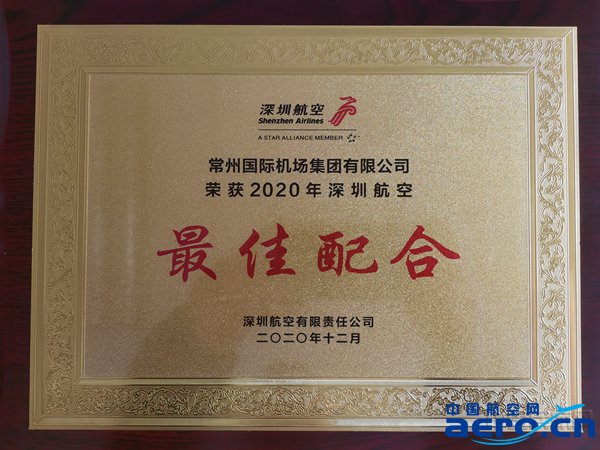 深圳航空
Shenzhen Airlines
A STAR ALLIANCE MEMBER
常州国际机场集团有限公司
荣获2020年深圳航空
最佳配合
深圳航空有限责任公司
二〇二〇年十二月
中国航空网
aero.cn